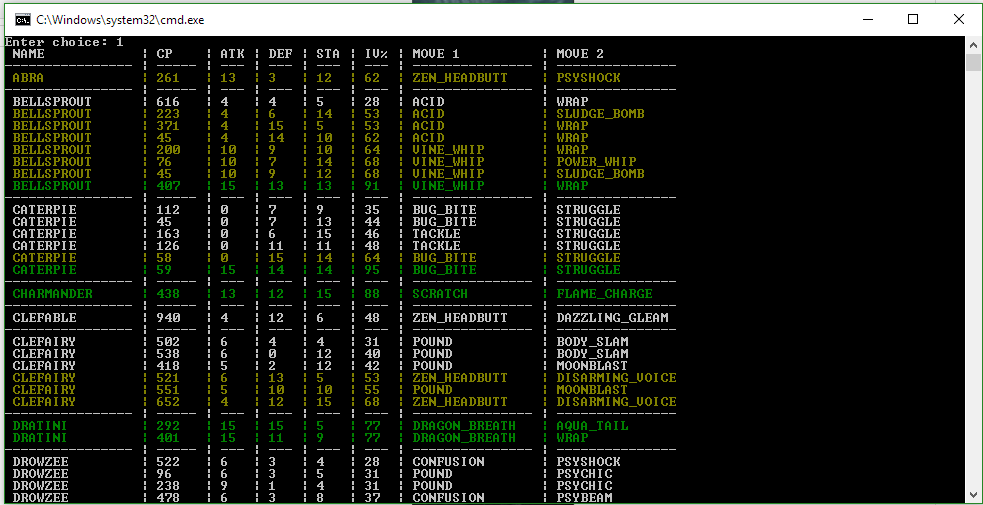 C:\Windows\system32\cmd.exe
Enter choice: 1
NAME ¦ CP ¦ ATK ¦ DEF ¦ STA ¦ IV% ¦ MOVE 1 ¦ MOVE 2
ABRA ¦ 261 ¦ 13 ¦ 3 ¦ 12 ¦ 62 ¦ ZEN_HEADBUTT ¦ PSYSHOCK
BELLSPROUT ¦ 616 ¦ 4 ¦ 4 ¦ 5 ¦ 28 ¦ ACID ¦ WRAP
BELLSPROUT ¦ 223 ¦ 4 ¦ 6 ¦ 14 ¦ 53 ¦ ACID ¦ SLUDGE_BOMB
BELLSPROUT ¦ 371 ¦ 4 ¦ 15 ¦ 5 ¦ 53 ¦ ACID ¦ WRAP
BELLSPROUT ¦ 45 ¦ 4 ¦ 14 ¦ 10 ¦ 62 ¦ ACID ¦ WRAP
BELLSPROUT ¦ 200 ¦ 10 ¦ 9 ¦ 10 ¦ 64 ¦ VINE_WHIP ¦ WRAP
BELLSPROUT ¦ 76 ¦ 10 ¦ 7 ¦ 14 ¦ 68 ¦ VINE_WHIP ¦ POWER_WHIP
BELLSPROUT ¦ 45 ¦ 10 ¦ 9 ¦ 12 ¦ 68 ¦ VINE_WHIP ¦ SLUDGE_BOMB
BELLSPROUT ¦ 407 ¦ 15 ¦ 13 ¦ 13 ¦ 91 ¦ VINE_WHIP ¦ WRAP
CATERPIE ¦ 112 ¦ 0 ¦ 7 ¦ 9 ¦ 35 ¦ BUG_BITE ¦ STRUGGLE
CATERPIE ¦ 45 ¦ 0 ¦ 7 ¦ 13 ¦ 44 ¦ BUG_BITE ¦ STRUGGLE
CATERPIE ¦ 163 ¦ 0 ¦ 6 ¦ 15 ¦ 46 ¦ TACKLE ¦ STRUGGLE
CATERPIE ¦ 126 ¦ 0 ¦ 11 ¦ 11 ¦ 48 ¦ TACKLE ¦ STRUGGLE
CATERPIE ¦ 58 ¦ 0 ¦ 15 ¦ 14 ¦ 64 ¦ BUG_BITE ¦ STRUGGLE
CATERPIE ¦ 59 ¦ 15 ¦ 14 ¦ 14 ¦ 95 ¦ BUG_BITE ¦ STRUGGLE
CHARMANDER ¦ 438 ¦ 13 ¦ 12 ¦ 15 ¦ 88 ¦ SCRATCH ¦ FLAME_CHARGE
CLEFABLE ¦ 940 ¦ 4 ¦ 12 ¦ 6 ¦ 48 ¦ ZEN_HEADBUTT ¦ DAZZLING_GLEAM
CLEFAIRY ¦ 502 ¦ 6 ¦ 4 ¦ 4 ¦ 31 ¦ POUND ¦ BODY_SLAM
CLEFAIRY ¦ 538 ¦ 6 ¦ 0 ¦ 12 ¦ 40 ¦ POUND ¦ BODY_SLAM
CLEFAIRY ¦ 418 ¦ 5 ¦ 2 ¦ 12 ¦ 42 ¦ POUND ¦ MOONBLAST
CLEFAIRY ¦ 521 ¦ 6 ¦ 13 ¦ 5 ¦ 53 ¦ ZEN_HEADBUTT ¦ DISARMING_VOICE
CLEFAIRY ¦ 551 ¦ 5 ¦ 10 ¦ 10 ¦ 55 ¦ POUND ¦ MOONBLAST
CLEFAIRY ¦ 652 ¦ 4 ¦ 12 ¦ 15 ¦ 68 ¦ ZEN_HEADBUTT ¦ DISARMING_VOICE
DRATINI ¦ 292 ¦ 15 ¦ 15 ¦ 5 ¦ 77 ¦ DRAGON_BREATH ¦ AQUA_TAIL
DRATINI ¦ 401 ¦ 15 ¦ 11 ¦ 9 ¦ 77 ¦ DRAGON_BREATH ¦ WRAP
DROWZEE ¦ 522 ¦ 6 ¦ 3 ¦ 4 ¦ 28 ¦ CONFUSION ¦ PSYSHOCK
DROWZEE ¦ 96 ¦ 6 ¦ 3 ¦ 5 ¦ 31 ¦ POUND ¦ PSYCHIC
DROWZEE ¦ 238 ¦ 9 ¦ 1 ¦ 4 ¦ 31 ¦ POUND ¦ PSYCHIC
DROWZEE ¦ 478 ¦ 6 ¦ 3 ¦ 8 ¦ 37 ¦ CONFUSION ¦ PSYBEAM